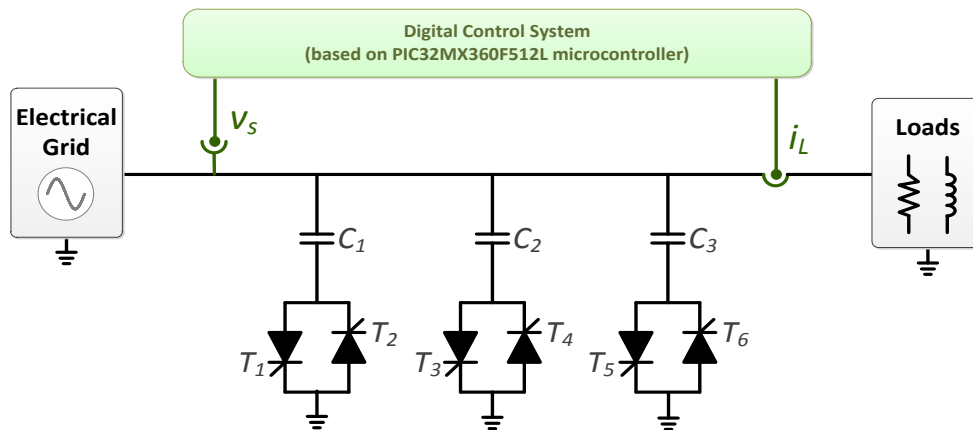 Digital Control System
(based on PIC32MX360F512L microcontroller)
Electrical
Grid
vs
iL
Loads
C1
C2
C3
T1
T2
T3
T4
T5
T6